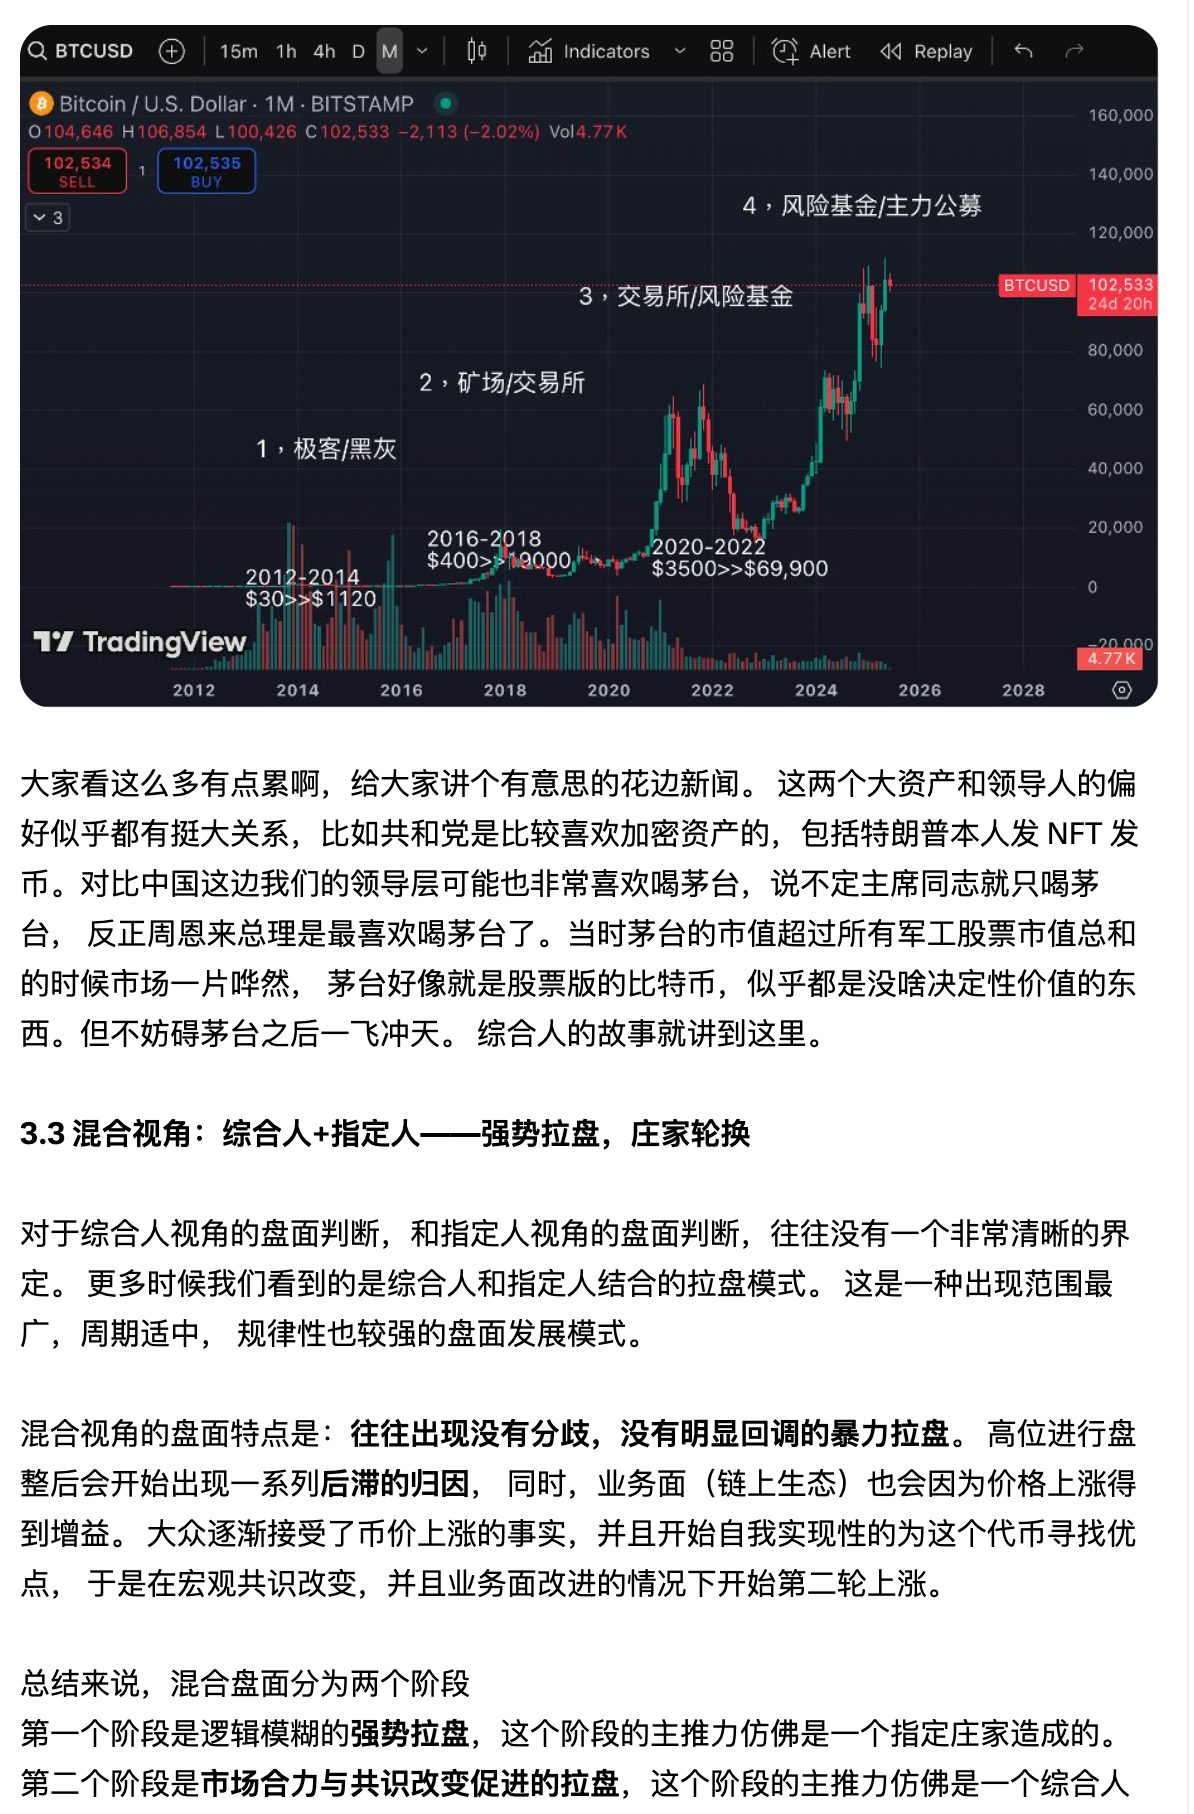 BTCUSD 15m 1h 4h D M Indicators Alert Replay
Bitcoin / U.S. Dollar · 1M · BITSTAMP
O104,646 H106,854 L100,426 C102,533 −2,113 (−2.02%) Vol4.77K
102,534 SELL
1
102,535 BUY
3
160,000
140,000
4，风险基金/主力公募
120,000
3，交易所/风险基金
BTCUSD 102,533
24d 20h
80,000
2，矿场/交易所
60,000
1，极客/黑灰
40,000
20,000
2016-2018
$400>>19000
2020-2022
$3500>>$69,900
2012-2014
$30>>$1120
0
TradingView
−20,000
4.77K
2012 2014 2016 2018 2020 2022 2024 2026 2028
大家看这么多有点累啊，给大家讲个有意思的花边新闻。 这两个大资产和领导人的偏
好似乎都有挺大关系，比如共和党是比较喜欢加密资产的，包括特朗普本人发 NFT 发
币。对比中国这边我们的领导层可能也非常喜欢喝茅台，说不定主席同志就只喝茅
台， 反正周恩来总理是最喜欢喝茅台了。当时茅台的市值超过所有军工股票市值总和
的时候市场一片哗然， 茅台好像就是股票版的比特币，似乎都是没啥决定性价值的东
西。但不妨碍茅台之后一飞冲天。 综合人的故事就讲到这里。
3.3 混合视角：综合人+指定人——强势拉盘，庄家轮换
对于综合人视角的盘面判断，和指定人视角的盘面判断，往往没有一个非常清晰的界
定。 更多时候我们看到的是综合人和指定人结合的拉盘模式。 这是一种出现范围最
广，周期适中， 规律性也较强的盘面发展模式。
混合视角的盘面特点是：往往出现没有分歧，没有明显回调的暴力拉盘。 高位进行盘
整后会开始出现一系列后滞的归因， 同时，业务面（链上生态）也会因为价格上涨得
到增益。 大众逐渐接受了币价上涨的事实，并且开始自我实现性的为这个代币寻找优
点， 于是在宏观共识改变，并且业务面改进的情况下开始第二轮上涨。
总结来说，混合盘面分为两个阶段
第一个阶段是逻辑模糊的强势拉盘，这个阶段的主推力仿佛是一个指定庄家造成的。
第二个阶段是市场合力与共识改变促进的拉盘，这个阶段的主推力仿佛是一个综合人